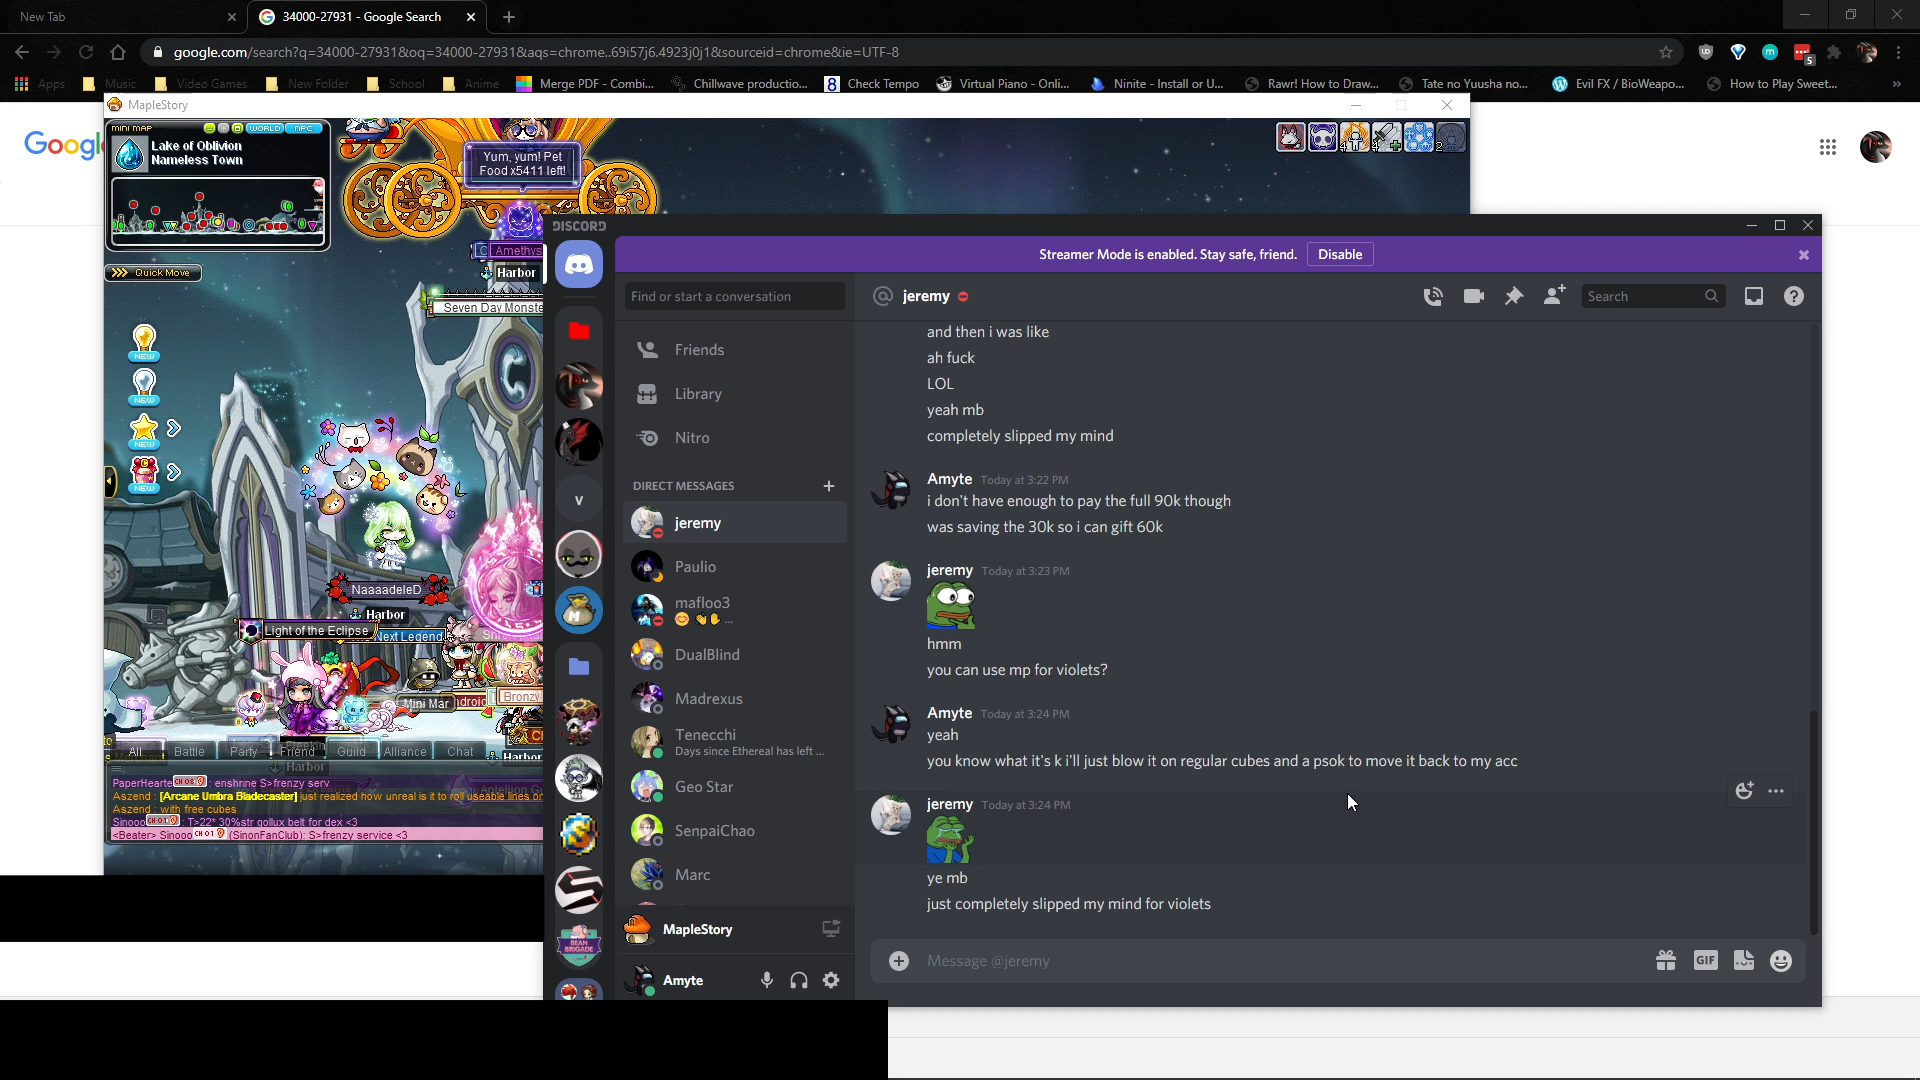 New Tab
34000-27931 - Google Search
google.com/search?q=34000-27931&oq=34000-27931&aqs=chrome..69i57j6.4923j0j1&sourceid=chrome&ie=UTF-8
5
Apps
Music
Video Games
New Folder
School
Anime
Merge PDF - Combi...
Chillwave productio...
8
Check Tempo
Virtual Piano - Onli...
Ninite - Install or U...
Rawr! How to Draw...
Tate no Yuusha no...
Evil FX / BioWeapo...
How to Play Sweet...
»
MapleStory
MINI MAP
WORLD
NPC
Lake of Oblivion
Nameless Town
Yum, yum! Pet
Food x5411 left!
Quick Move
Amethys
Harbor
Seven Day Monste
NEW
NEW
NEW
NEW
NaaaadeleD
Harbor
Light of the Eclipse
Next Legend
Bronzy
Mini Mar
All
Battle
Party
Friend
Guild
Alliance
Chat
Harbor
Harbor
PaperHearte CH 08 : enshrine S>frenzy serv
Aszend : [Arcane Umbra Bladecaster] just realized how unreal is it to roll useable lines on
Aszend : with free cubes
Sinooo CH 01 : T>22* 30%str gollux belt for dex <3
<Beater> Sinooo CH 01 (SinonFanClub): S>frenzy service <3
DISCORD
Streamer Mode is enabled. Stay safe, friend.
Disable
Find or start a conversation
Friends
Library
Nitro
DIRECT MESSAGES
jeremy
Paulio
mafloo3
...
DualBlind
Madrexus
Tenecchi
Days since Ethereal has left ...
Geo Star
SenpaiChao
Marc
MapleStory
Amyte
v
BEAN
BRIGADE
@ jeremy
Search
and then i was like
ah fuck
LOL
yeah mb
completely slipped my mind
Amyte Today at 3:22 PM
i don't have enough to pay the full 90k though
was saving the 30k so i can gift 60k
jeremy Today at 3:23 PM
hmm
you can use mp for violets?
Amyte Today at 3:24 PM
yeah
you know what it's k i'll just blow it on regular cubes and a psok to move it back to my acc
jeremy Today at 3:24 PM
ye mb
just completely slipped my mind for violets
Message @jeremy
GIF